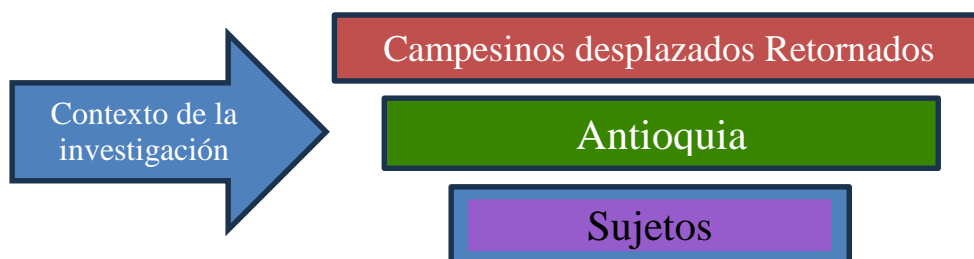 Contexto de la
investigación
Campesinos desplazados Retornados
Antioquia
Sujetos